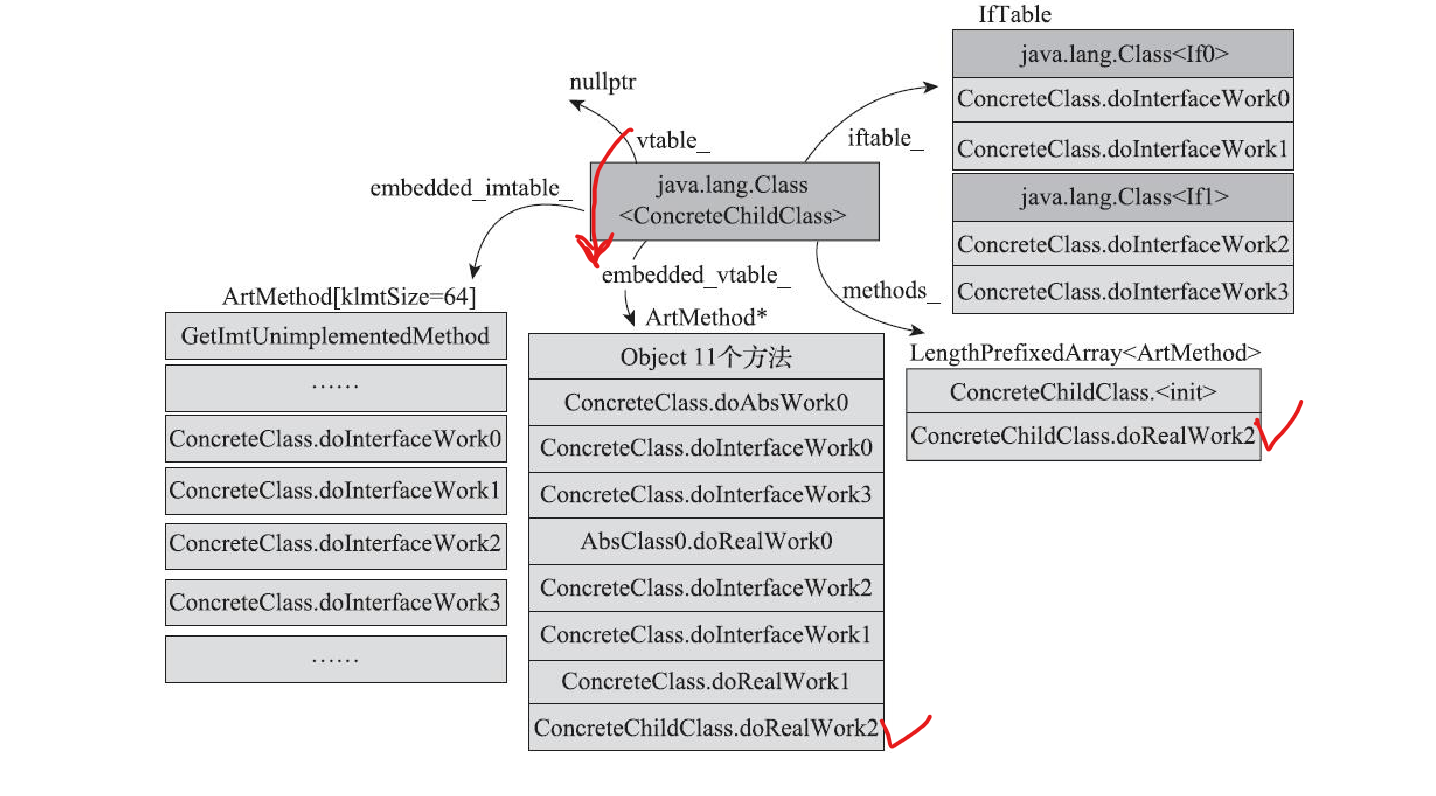 IfTable
java.lang.Class<If0>
ConcreteClass.doInterfaceWork0
ConcreteClass.doInterfaceWork1
java.lang.Class<If1>
ConcreteClass.doInterfaceWork2
ConcreteClass.doInterfaceWork3
nullptr
vtable_
iftable_
embedded_imtable_
java.lang.Class
<ConcreteChildClass>
embedded_vtable_
methods_
ArtMethod[klmtSize=64]
GetImtUnimplementedMethod
……
ConcreteClass.doInterfaceWork0
ConcreteClass.doInterfaceWork1
ConcreteClass.doInterfaceWork2
ConcreteClass.doInterfaceWork3
……
ArtMethod*
Object 11个方法
ConcreteClass.doAbsWork0
ConcreteClass.doInterfaceWork0
ConcreteClass.doInterfaceWork3
AbsClass0.doRealWork0
ConcreteClass.doInterfaceWork2
ConcreteClass.doInterfaceWork1
ConcreteClass.doRealWork1
ConcreteChildClass.doRealWork2
LengthPrefixedArray<ArtMethod>
ConcreteChildClass.<init>
ConcreteChildClass.doRealWork2